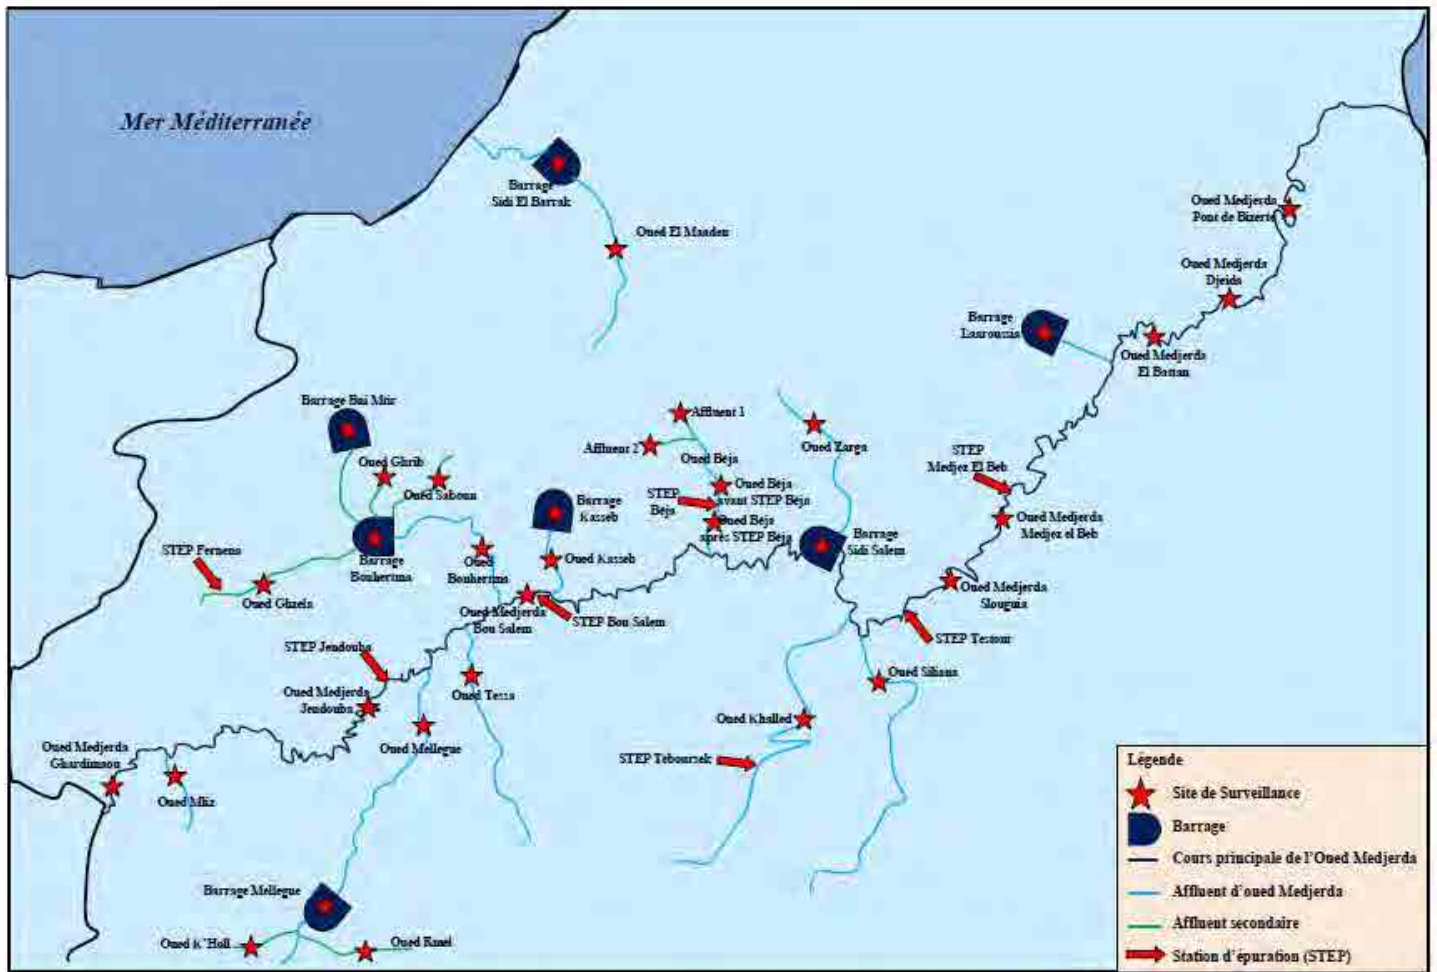 Mer Méditerranée
Barrage
Sidi El Barrak
Oued El Maaden
Oued Medjerda
Pont de Bizerte
Oued Medjerda
Djeida
Barrage
Laaroussia
Oued Medjerda
El Battan
Barrage Bni Mtir
Oued Ghrib
Oued Saboun
Affluent 1
Affluent 2
Oued Béja
Oued Zarga
STEP
Medjez El Beb
STEP
Béja
Oued Béja
avant STEP Béja
Oued Béja
après STEP Béja
Barrage
Kasseb
Oued Kasseb
Barrage
Sidi Salem
Oued Medjerda
Medjez el Beb
STEP Fernena
Oued Ghzela
Barrage
Bouhertma
Oued
Bouhertma
Oued Medjerda
Bou Salem
STEP Bou Salem
Oued Medjerda
Slouguia
STEP Testour
STEP Jendouba
Oued Medjerda
Jendouba
Oued Tessa
Oued Siliana
Oued Khalled
Oued Mellegue
STEP Teboursek
Oued Medjerda
Ghardimaou
Oued Mliz
Barrage Mellegue
Oued K'Holl
Oued Rmel
Légende
Site de Surveillance
Barrage
Cours principale de l'Oued Medjerda
Affluent d'oued Medjerda
Affluent secondaire
Station d'épuration (STEP)